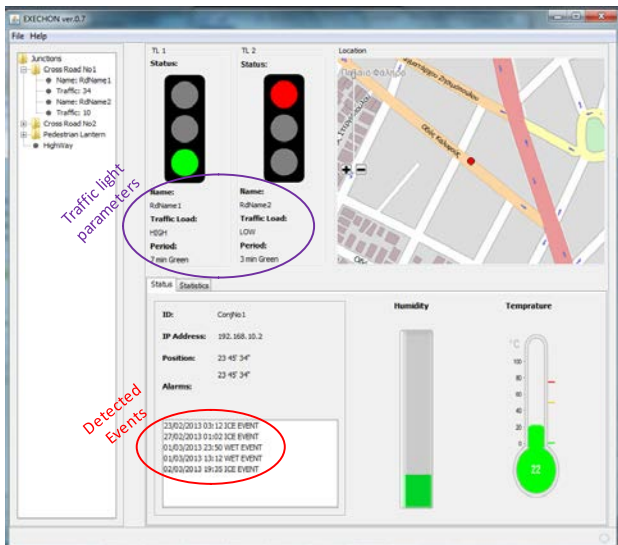 EXECHON ver.0.7
File Help
Junctions
Cross Road No1
Name: RdName1
Traffic: 34
Name: RdName2
Traffic: 10
Cross Road No2
Pedestrian Lantern
HighWay
TL 1
Status:
Name:
RdName1
Traffic Load:
HIGH
Period:
7 min Green
TL 2
Status:
Name:
RdName2
Traffic Load:
LOW
Period:
3 min Green
Traffic light
parameters
Location
Παλαιό Φάληρο
Status Statistics
ID: ConjNo1
IP Address: 192.168.10.2
Position: 23 45' 34"
23 45' 34"
Alarms:
23/02/2013 03:12 ICE EVENT
27/02/2013 01:02 ICE EVENT
01/03/2013 23:50 WET EVENT
01/03/2013 13:12 WET EVENT
02/03/2013 19:35 ICE EVENT
Detected
Events
Humidity
Temprature
°C
100
80
60
40
20
0
22